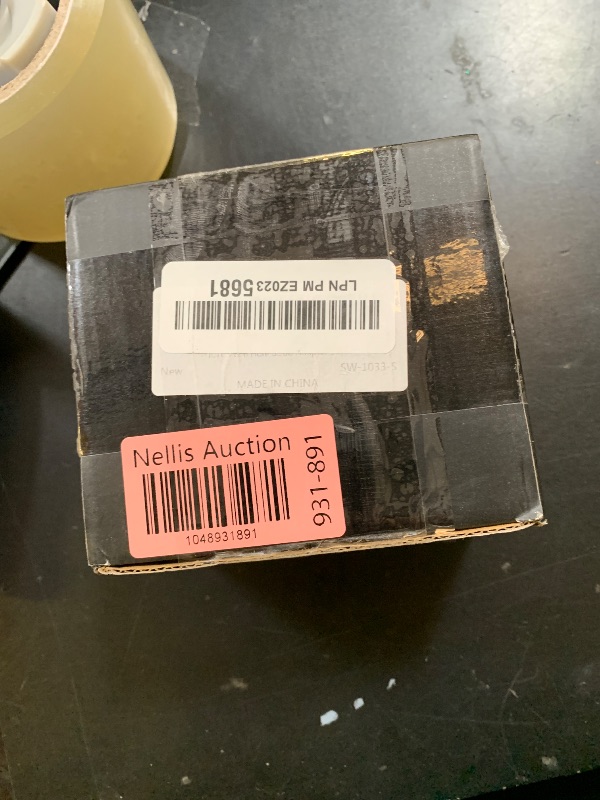 LPN PM EZ023 5681
New
SW-1033-S
MADE IN CHINA
Nellis Auction
931-891
1048931891